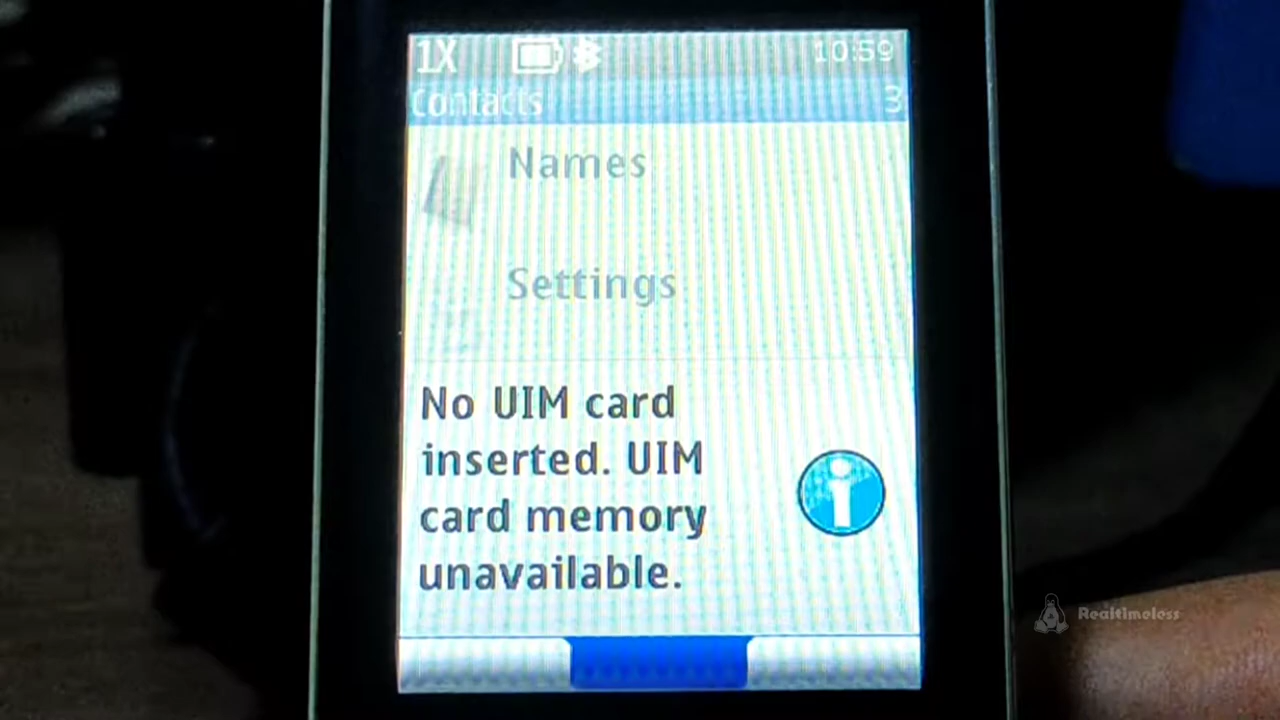 1X 10:59
Contacts 3
Names
Settings
No UIM card
inserted. UIM
card memory
unavailable.
Realtimeless